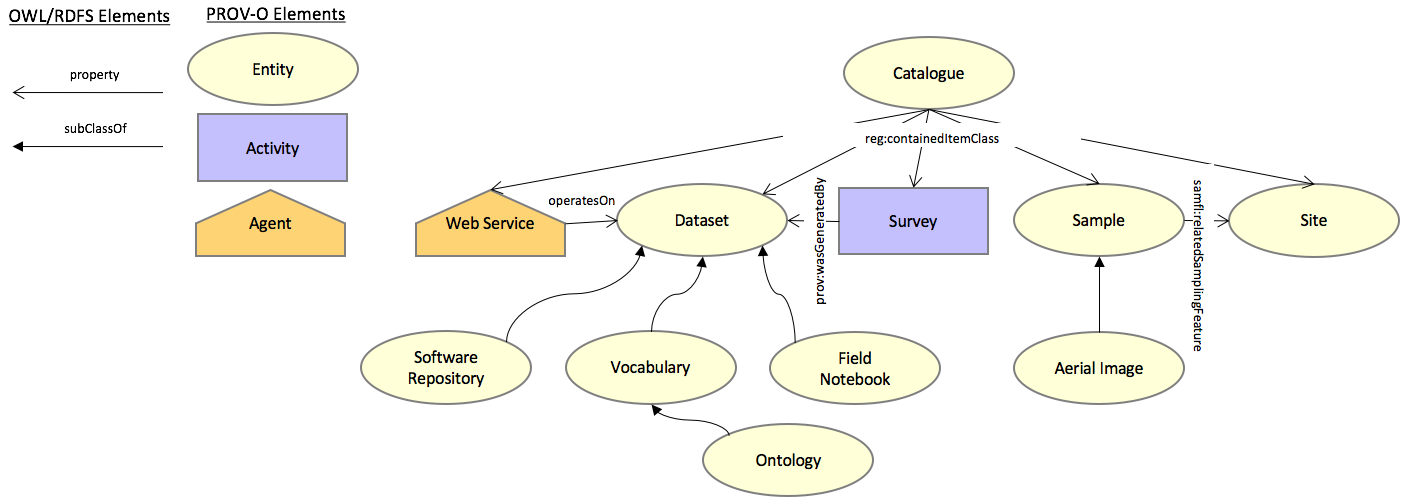 OWL/RDFS Elements
PROV-O Elements
property
subClassOf
Entity
Activity
Agent
Catalogue
reg:containedItemClass
Web Service
operatesOn
Dataset
prov:wasGeneratedBy
Survey
Sample
samfl:relatedSamplingFeature
Site
Software
Repository
Vocabulary
Field
Notebook
Aerial Image
Ontology